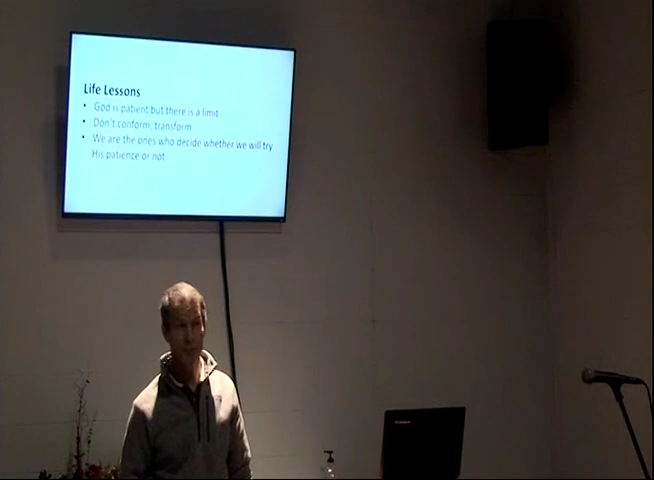 Life Lessons
• God is patient but there is a limit
• Don't conform, transform
• We are the ones who decide whether we will try
His patience or not